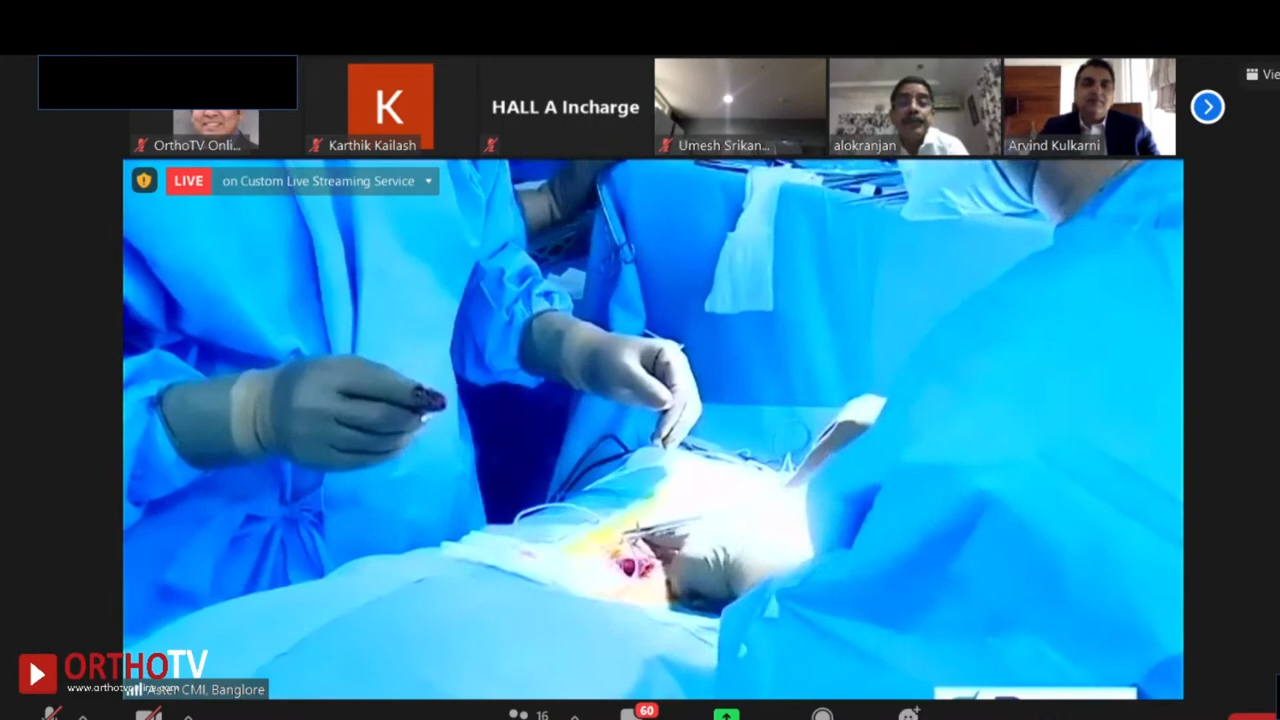 Vie
K
HALL A Incharge
OrthoTV Onli...
Karthik Kailash
Umesh Srikan...
alokranjan
Arvind Kulkarni
LIVE on Custom Live Streaming Service
ORTHOTV
Aster CMI, Banglore
16
60